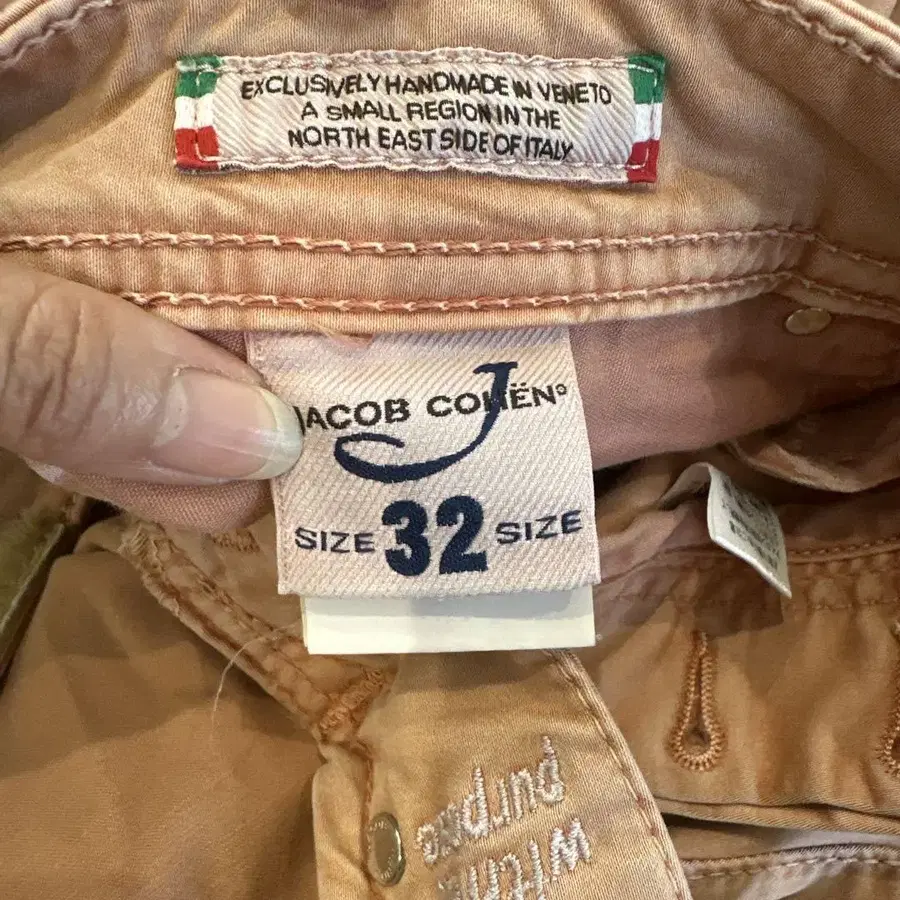 EXCLUSIVELY HANDMADE IN VENETO
A SMALL REGION IN THE
NORTH EAST SIDE OF ITALY
JACOB COHËN
SIZE 32 SIZE